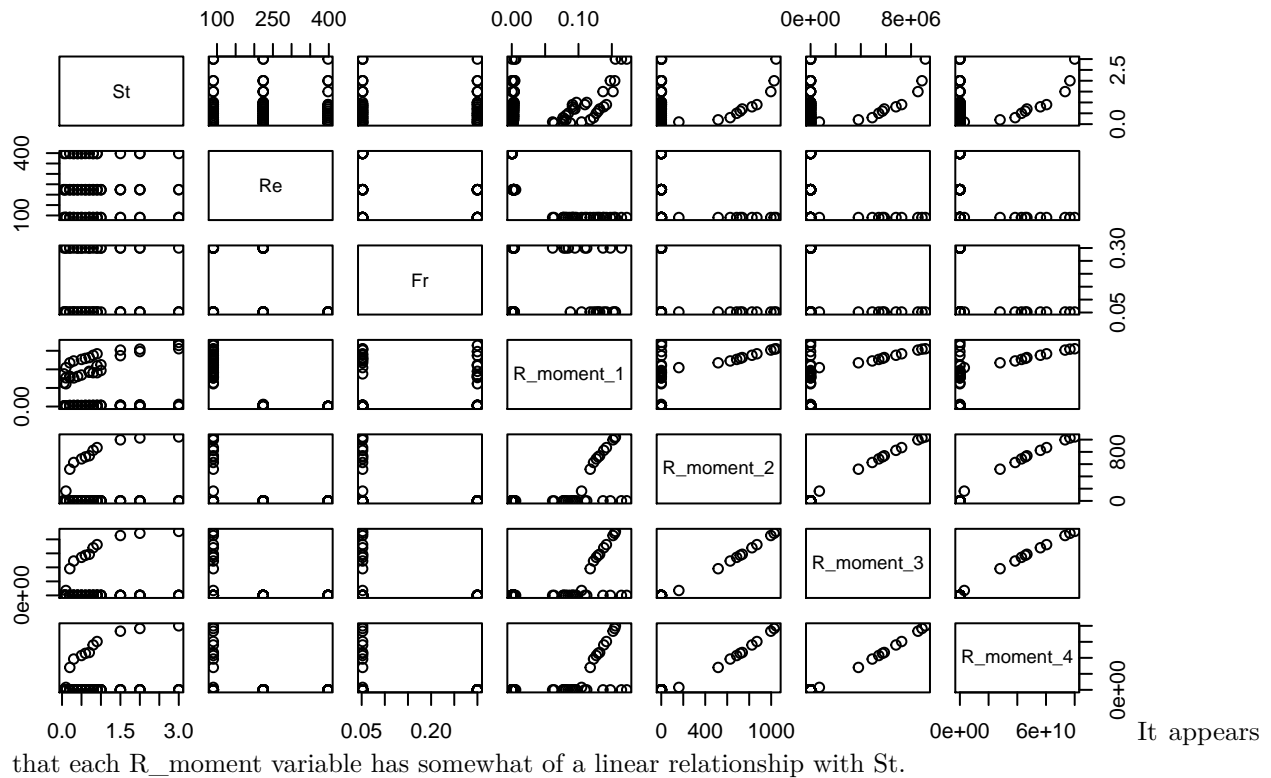 100 250 400 0.00 0.10 0e+00 8e+06
St 0.0 2.5
100 400 Re
Fr 0.05 0.30
0.00 R_moment_1
R_moment_2 0 800
0e+00 R_moment_3
R_moment_4 0e+00
0.0 1.5 3.0 0.05 0.20 0 400 1000 0e+00 6e+10
It appears
that each R_moment variable has somewhat of a linear relationship with St.